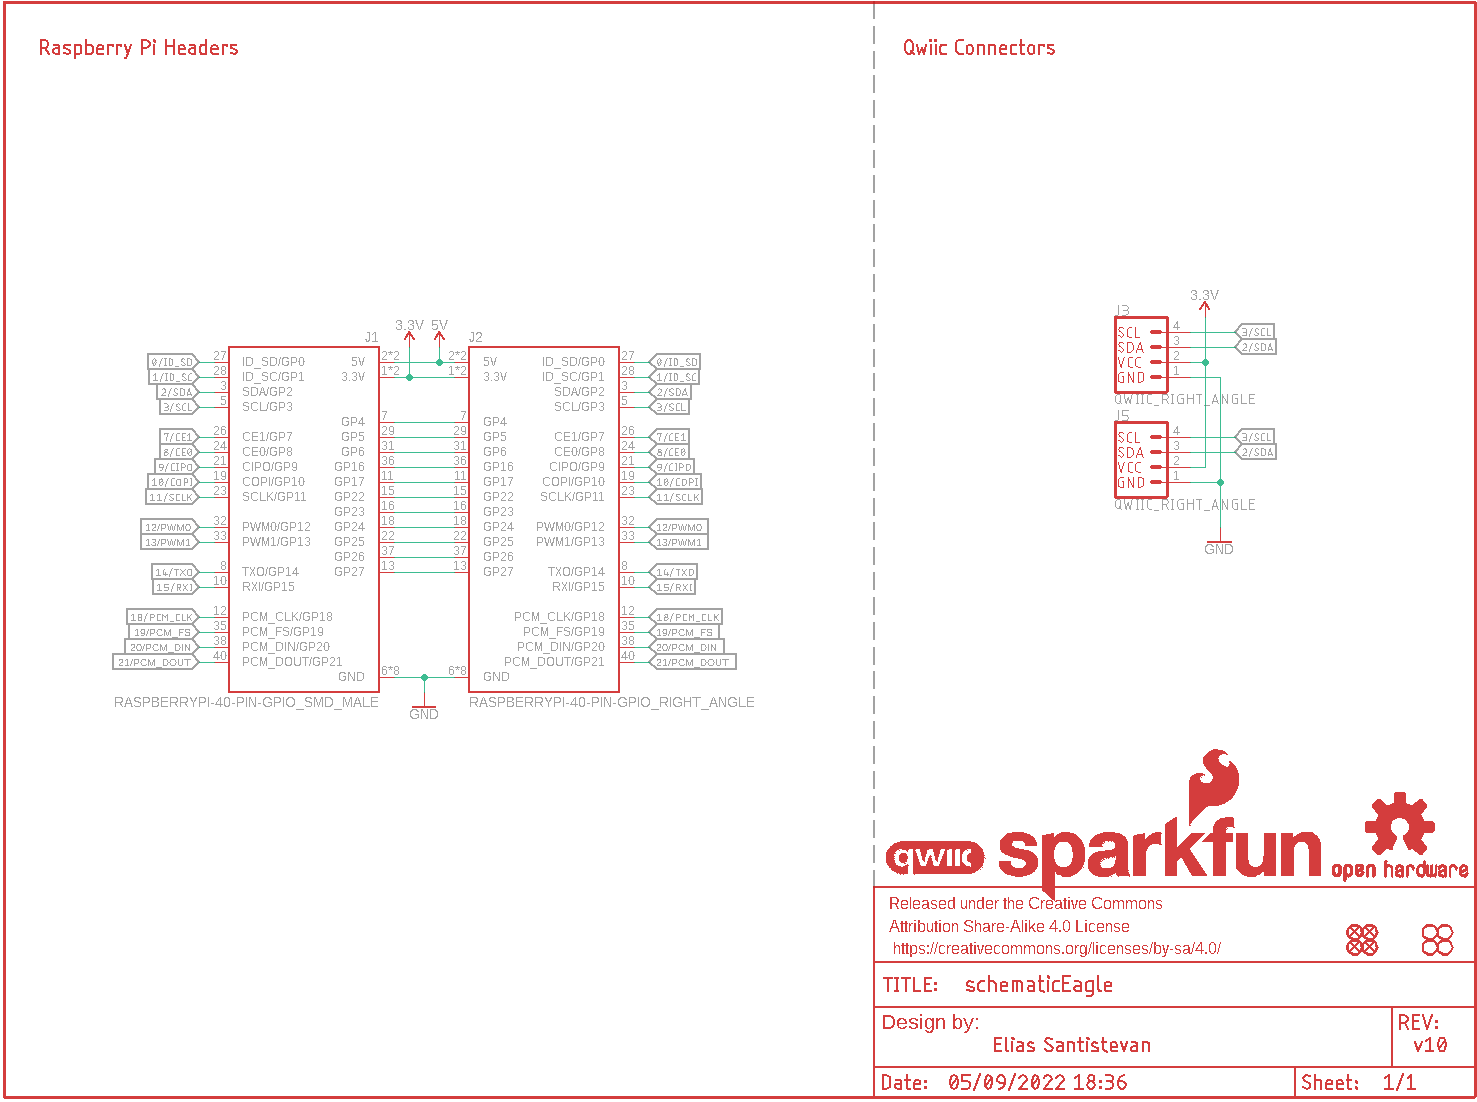 Raspberry Pi Headers
Qwiic Connectors
3.3V 5V
J1
J2
0/ID_SD 27 ID_SD/GP0 5V 2*2
1/ID_SC 28 ID_SC/GP1 3.3V 1*2
2/SDA 3 SDA/GP2
3/SCL 5 SCL/GP3
GP4 7
7/CE1 26 CE1/GP7 GP5 29
8/CE0 24 CE0/GP8 GP6 31
9/CIPO 21 CIPO/GP9 GP16 36
10/COPI 19 COPI/GP10 GP17 11
11/SCLK 23 SCLK/GP11 GP22 15
GP23 16
12/PWM0 32 PWM0/GP12 GP24 18
13/PWM1 33 PWM1/GP13 GP25 22
GP26 37
14/TXO 8 TXO/GP14 GP27 13
15/RXI 10 RXI/GP15
18/PCM_CLK 12 PCM_CLK/GP18
19/PCM_FS 35 PCM_FS/GP19
20/PCM_DIN 38 PCM_DIN/GP20
21/PCM_DOUT 40 PCM_DOUT/GP21
GND 6*8
RASPBERRYPI-40-PIN-GPIO_SMD_MALE
2*2 5V ID_SD/GP0 27 0/ID_SD
1*2 3.3V ID_SC/GP1 28 1/ID_SC
SDA/GP2 3 2/SDA
SCL/GP3 5 3/SCL
7 GP4
29 GP5 CE1/GP7 26 7/CE1
31 GP6 CE0/GP8 24 8/CE0
36 GP16 CIPO/GP9 21 9/CIPO
11 GP17 COPI/GP10 19 10/COPI
15 GP22 SCLK/GP11 23 11/SCLK
16 GP23
18 GP24 PWM0/GP12 32 12/PWM0
22 GP25 PWM1/GP13 33 13/PWM1
37 GP26
13 GP27 TXO/GP14 8 14/TXO
RXI/GP15 10 15/RXI
PCM_CLK/GP18 12 18/PCM_CLK
PCM_FS/GP19 35 19/PCM_FS
PCM_DIN/GP20 38 20/PCM_DIN
PCM_DOUT/GP21 40 21/PCM_DOUT
6*8 GND
RASPBERRYPI-40-PIN-GPIO_RIGHT_ANGLE
GND
3.3V
J3
SCL 4 3/SCL
SDA 3 2/SDA
VCC 2
GND 1
QWIIC_RIGHT_ANGLE
J5
SCL 4 3/SCL
SDA 3 2/SDA
VCC 2
GND 1
QWIIC_RIGHT_ANGLE
GND
qwiic
sparkfun
open hardware
Released under the Creative Commons
Attribution Share-Alike 4.0 License
https://creativecommons.org/licenses/by-sa/4.0/
TITLE: schematicEagle
Design by:
Elias Santistevan
REV:
v10
Date: 05/09/2022 18:36
Sheet: 1/1